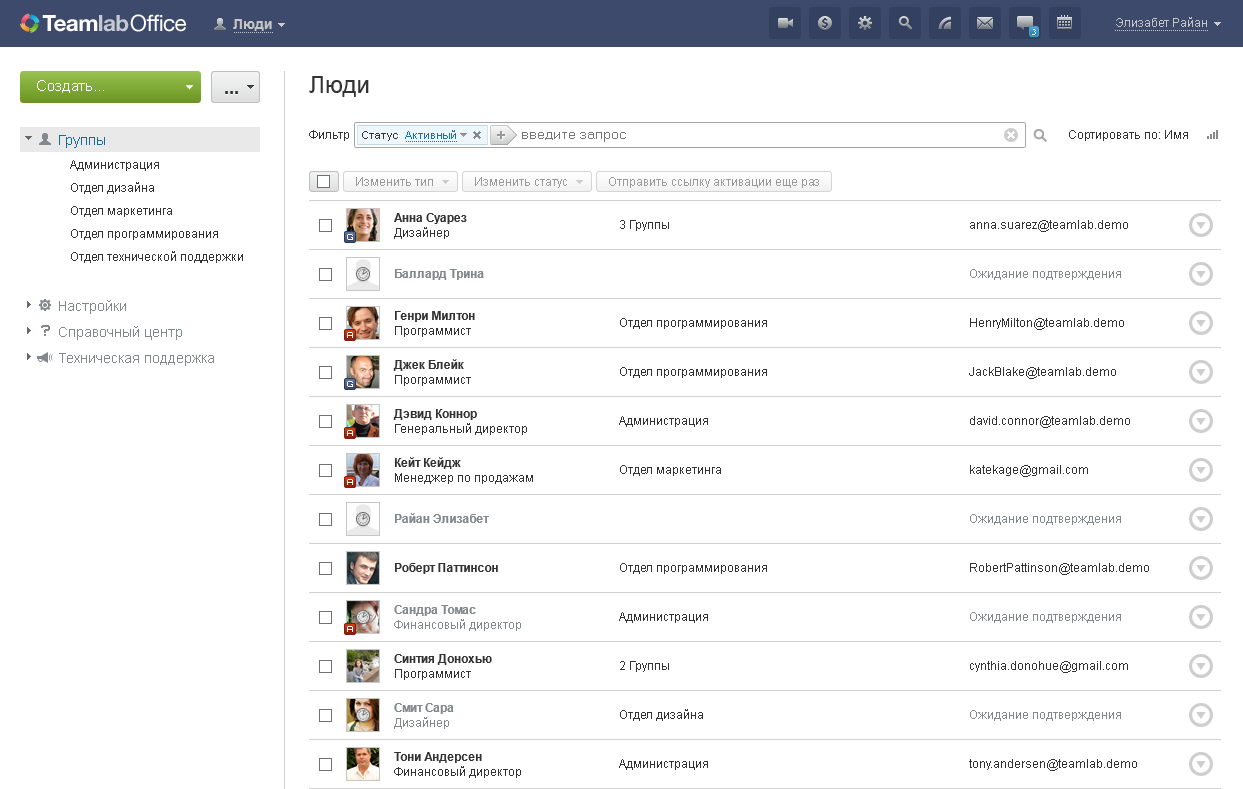 Teamlab Office
Люди
3
Элизабет Райан
Создать...
...
Группы
Администрация
Отдел дизайна
Отдел маркетинга
Отдел программирования
Отдел технической поддержки
Настройки
Справочный центр
Техническая поддержка
Люди
Фильтр Статус Активный введите запрос Сортировать по: Имя
Изменить тип Изменить статус Отправить ссылку активации еще раз
Анна Суарез
Дизайнер
3 Группы
anna.suarez@teamlab.demo
G
Баллард Трина
Ожидание подтверждения
Генри Милтон
Программист
Отдел программирования
HenryMilton@teamlab.demo
A
Джек Блейк
Программист
Отдел программирования
JackBlake@teamlab.demo
G
Дэвид Коннор
Генеральный директор
Администрация
david.connor@teamlab.demo
A
Кейт Кейдж
Менеджер по продажам
Отдел маркетинга
katekage@gmail.com
A
Райан Элизабет
Ожидание подтверждения
Роберт Паттинсон
Отдел программирования
RobertPattinson@teamlab.demo
Сандра Томас
Финансовый директор
Администрация
Ожидание подтверждения
A
Синтия Донохью
Программист
2 Группы
cynthia.donohue@gmail.com
Смит Сара
Дизайнер
Отдел дизайна
Ожидание подтверждения
Тони Андерсен
Финансовый директор
Администрация
tony.andersen@teamlab.demo